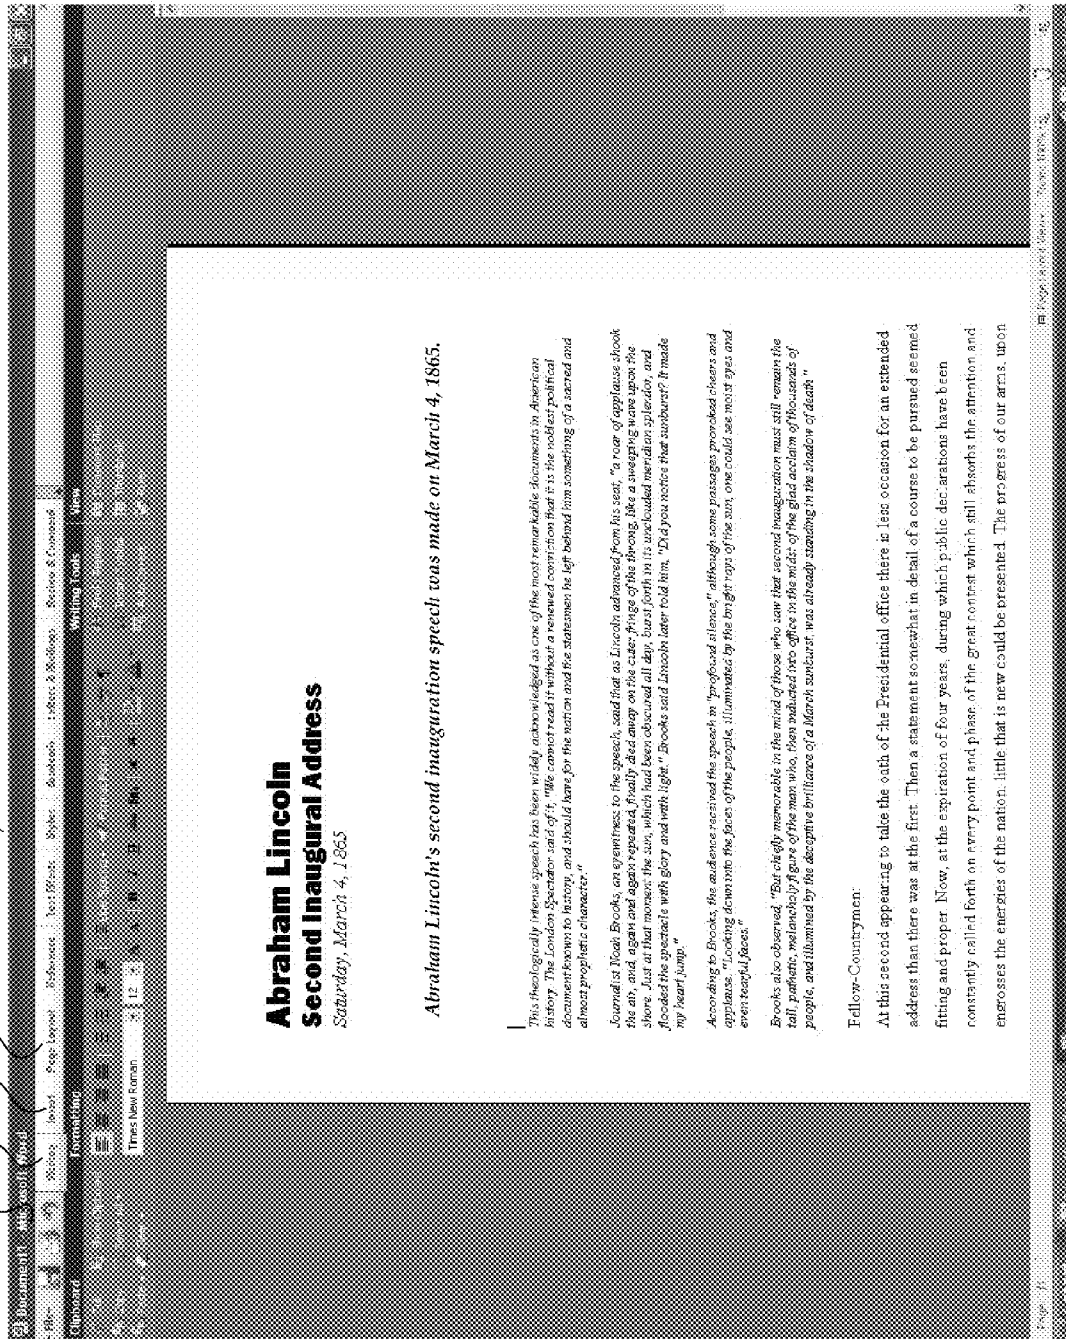 Document1 - Microsoft Word
File
Writing
Insert
Page Layout
References
Text Effects
Styles
Review & Comment
Clipboard
Formatting
Writing Tools
View
Times New Roman
12
Abraham Lincoln
Second Inaugural Address
Saturday, March 4, 1865
Abraham Lincoln's second inauguration speech was made on March 4, 1865.
This theologically intense speech has been widely acknowledged as one of the most remarkable documents in American
history. The London Spectator said of it, "We cannot read it without a renewed conviction that it is the noblest political
document known to history, and should have for the nation and the statesmen he left behind him something of a sacred and
almost prophetic character."
Journalist Noah Brooks, an eyewitness to the speech, said that as Lincoln advanced from his seat, "a roar of applause shook
the air, and, again and again repeated, finally died away on the outer fringe of the throng, like a sweeping wave upon the
shore. Just at that moment the sun, which had been obscured all day, burst forth in its unclouded meridian splendor, and
flooded the spectacle with glory and with light." Brooks said Lincoln later told him, "Did you notice that sunburst? It made
my heart jump."
According to Brooks, the audience received the speech in "profound silence," although some passages provoked cheers and
applause. "Looking down into the faces of the people, illuminated by the bright rays of the sun, one could see moist eyes and
even tearful faces."
Brooks also observed, "But chiefly memorable in the mind of those who saw that second inauguration must still remain the
tall, pathetic, melancholy figure of the man who, then inducted into office in the midst of the glad acclaim of thousands of
people, and illumined by the deceptive brilliance of a March sunburst, was already standing in the shadow of death."
Fellow-Countrymen:
At this second appearing to take the oath of the Presidential office there is less occasion for an extended
address than there was at the first. Then a statement somewhat in detail of a course to be pursued seemed
fitting and proper. Now, at the expiration of four years, during which public declarations have been
constantly called forth on every point and phase of the great contest which still absorbs the attention and
engrosses the energies of the nation, little that is new could be presented. The progress of our arms, upon
Page
Page Layout View